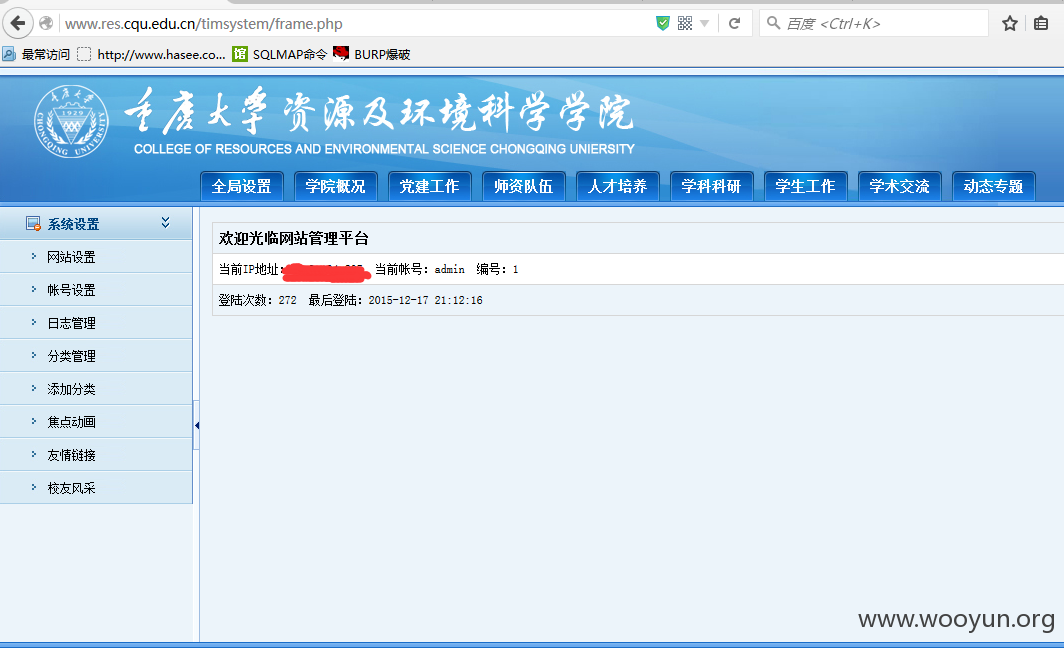 www.res.cqu.edu.cn/timsystem/frame.php
百度 <Ctrl+K>
最常访问 http://www.hasee.co... SQLMAP命令 BURP爆破
重庆大学资源及环境科学学院
COLLEGE OF RESOURCES AND ENVIRONMENTAL SCIENCE CHONGQING UNIERSITY
重庆大学
1929
CHONGQING UNIVERSITY
全局设置 学院概况 党建工作 师资队伍 人才培养 学科科研 学生工作 学术交流 动态专题
系统设置
网站设置
帐号设置
日志管理
分类管理
添加分类
焦点动画
友情链接
校友风采
欢迎光临网站管理平台
当前IP地址: 当前帐号: admin 编号: 1
登陆次数: 272 最后登陆: 2015-12-17 21:12:16
www.wooyun.org